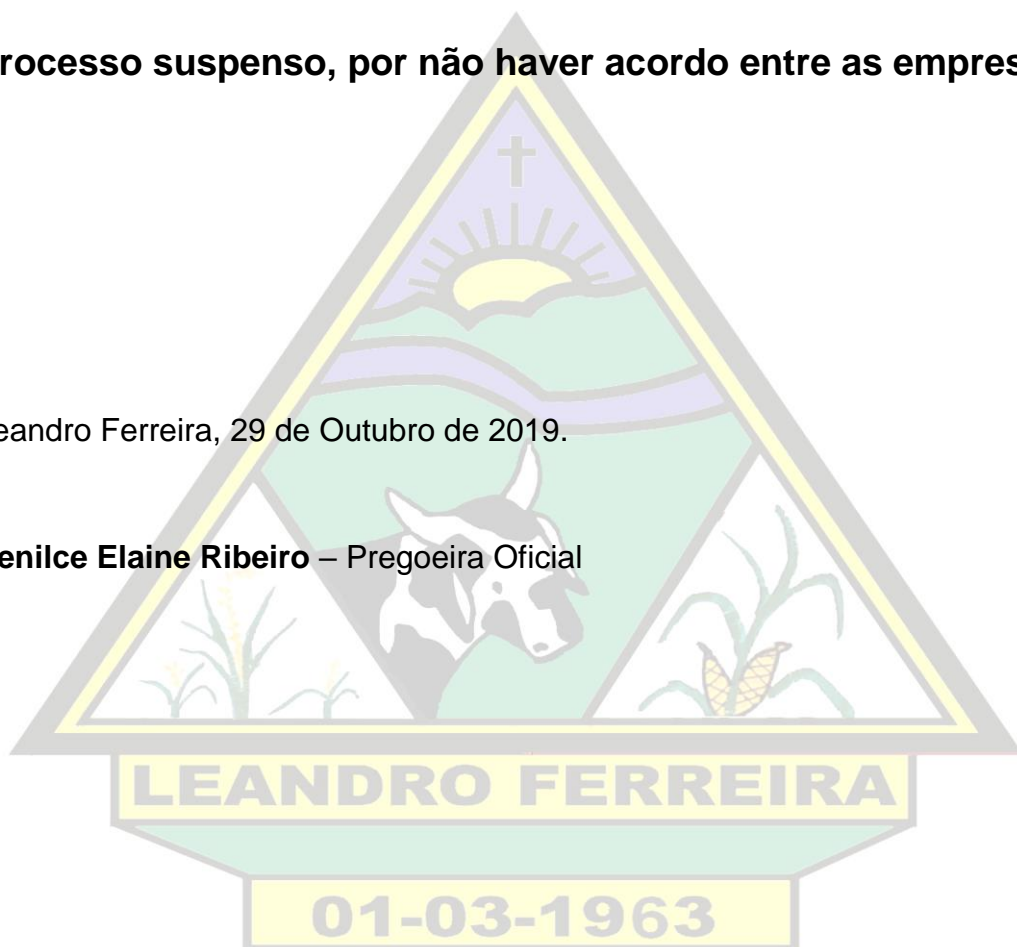 rocesso suspenso, por não haver acordo entre as empres
eandro Ferreira, 29 de Outubro de 2019.
enilce Elaine Ribeiro – Pregoeira Oficial
LEANDRO FERREIRA
01-03-1963